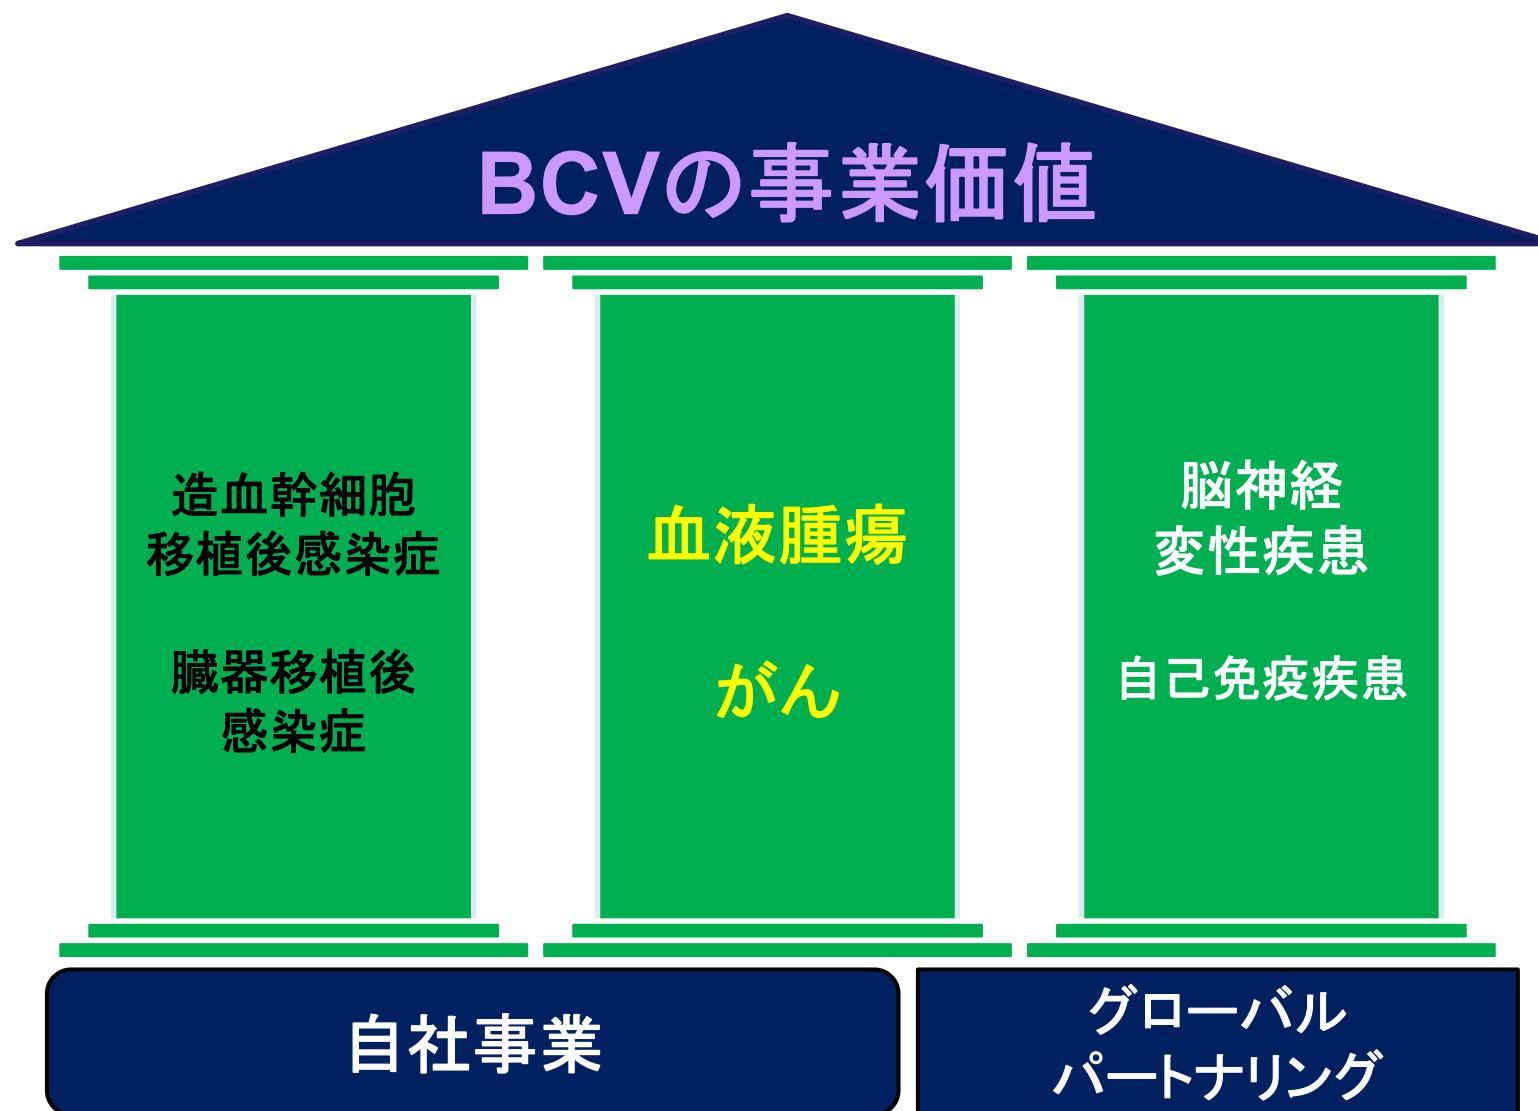 BCVの事業価値
造血幹細胞
移植後感染症
臓器移植後
感染症
血液腫瘍
がん
脳神経
変性疾患
自己免疫疾患
自社事業
グローバル
パートナリング